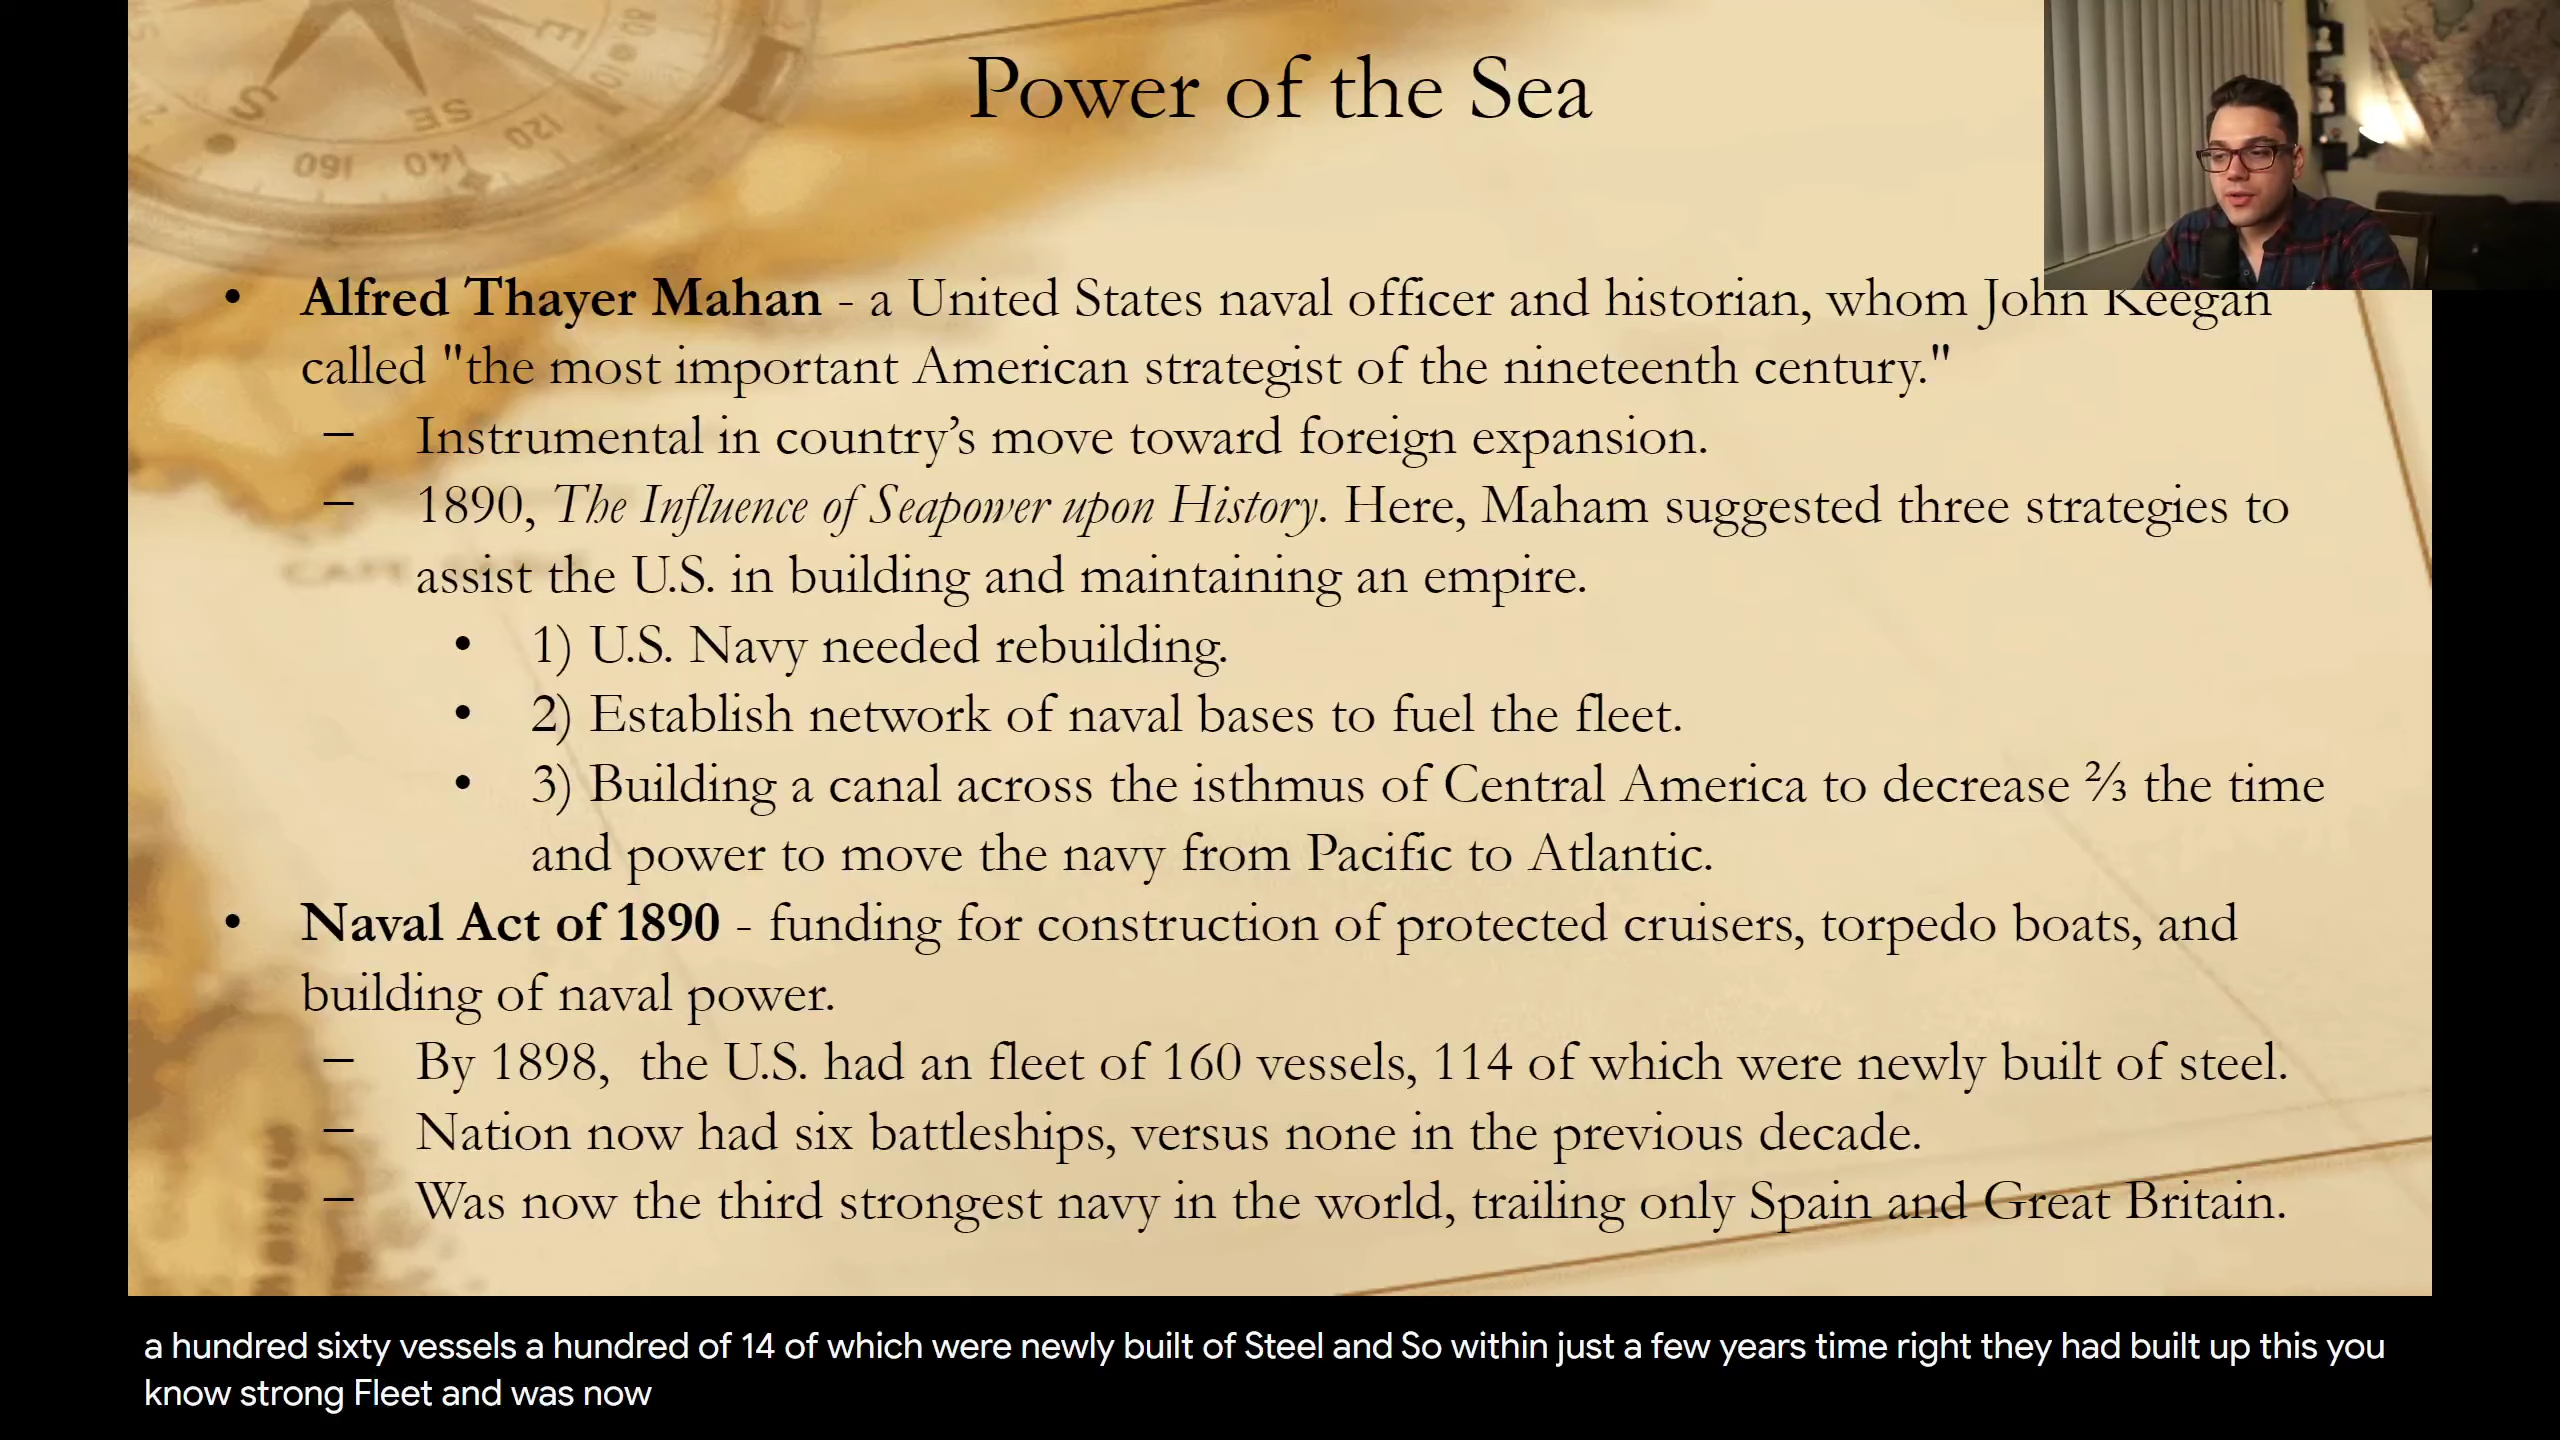 Power of the Sea
• Alfred Thayer Mahan - a United States naval officer and historian, whom John Keegan
called "the most important American strategist of the nineteenth century."
– Instrumental in country’s move toward foreign expansion.
– 1890, The Influence of Seapower upon History. Here, Maham suggested three strategies to
assist the U.S. in building and maintaining an empire.
• 1) U.S. Navy needed rebuilding.
• 2) Establish network of naval bases to fuel the fleet.
• 3) Building a canal across the isthmus of Central America to decrease ⅔ the time
and power to move the navy from Pacific to Atlantic.
• Naval Act of 1890 - funding for construction of protected cruisers, torpedo boats, and
building of naval power.
– By 1898,  the U.S. had an fleet of 160 vessels, 114 of which were newly built of steel.
– Nation now had six battleships, versus none in the previous decade.
– Was now the third strongest navy in the world, trailing only Spain and Great Britain.
a hundred sixty vessels a hundred of 14 of which were newly built of Steel and So within just a few years time right they had built up this you
know strong Fleet and was now
S
SE
E
160
140
120